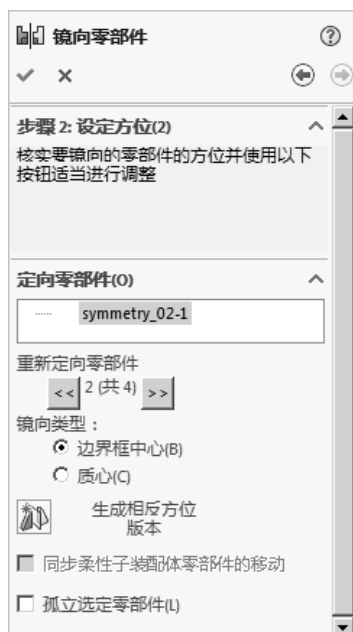 镜向零部件
步骤 2: 设定方位(2)
核实要镜向的零部件的方位并使用以下
按钮适当进行调整
定向零部件(O)
symmetry_02-1
重新定向零部件
<< 2 (共 4) >>
镜向类型：
边界框中心(B)
质心(C)
生成相反方位
版本
同步柔性子装配体零部件的移动
孤立选定零部件(L)